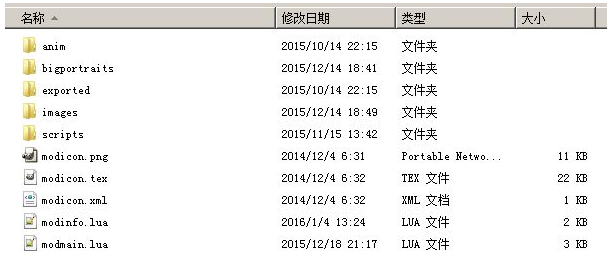 名称 修改日期 类型 大小
anim 2015/10/14 22:15 文件夹
bigportraits 2015/12/14 18:41 文件夹
exported 2015/10/14 22:15 文件夹
images 2015/12/14 18:49 文件夹
scripts 2015/11/15 13:42 文件夹
modicon.png 2014/12/4 6:31 Portable Netwo... 11 KB
modicon.tex 2014/12/4 6:32 TEX 文件 22 KB
modicon.xml 2014/12/4 6:32 XML 文档 1 KB
modinfo.lua 2016/1/4 13:24 LUA 文件 2 KB
modmain.lua 2015/12/18 21:17 LUA 文件 3 KB